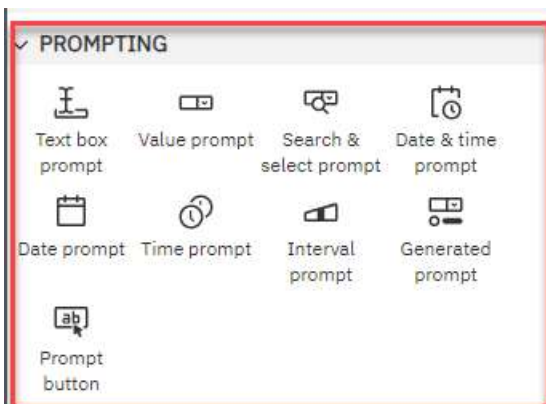 PROMPTING
Text box Value prompt Search & Date & time
prompt select prompt prompt
Date prompt Time prompt Interval Generated
prompt prompt
ab
Prompt
button